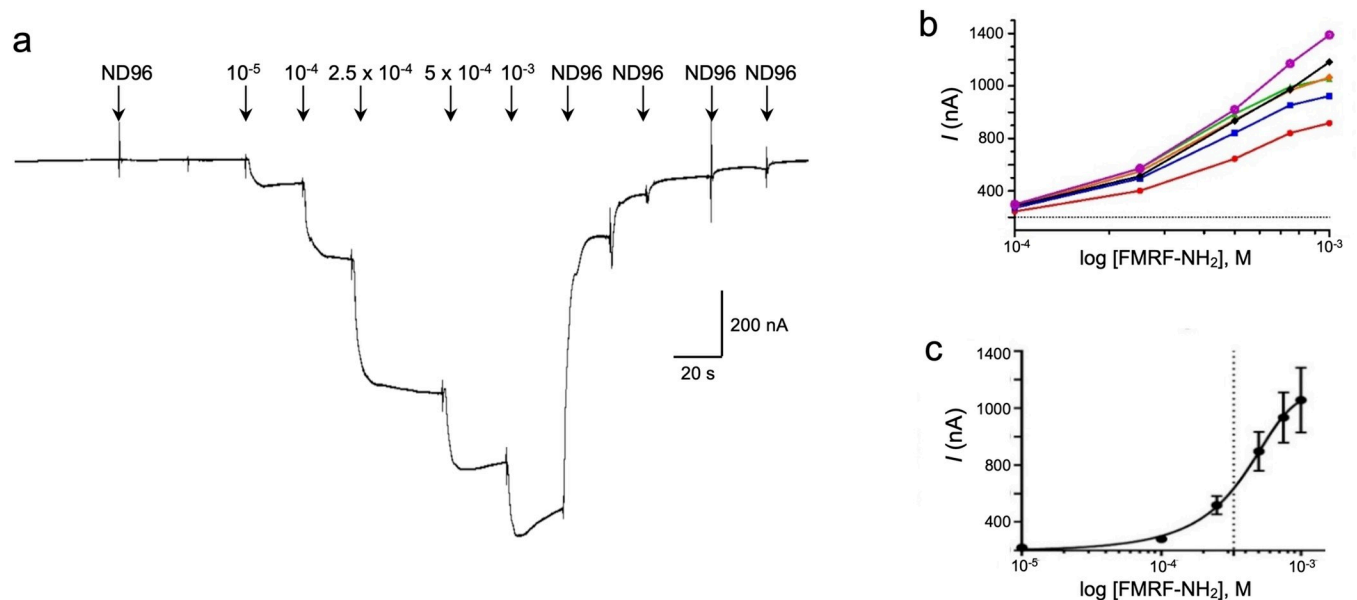 a
ND96 10⁻⁵ 10⁻⁴ 2.5 x 10⁻⁴ 5 x 10⁻⁴ 10⁻³ ND96 ND96 ND96 ND96
200 nA
20 s
b
1400
1000
800
400
I (nA)
10⁻⁴ 10⁻³
log [FMRF-NH₂], M
c
1400
1000
800
400
I (nA)
10⁻⁵ 10⁻⁴ 10⁻³
log [FMRF-NH₂], M